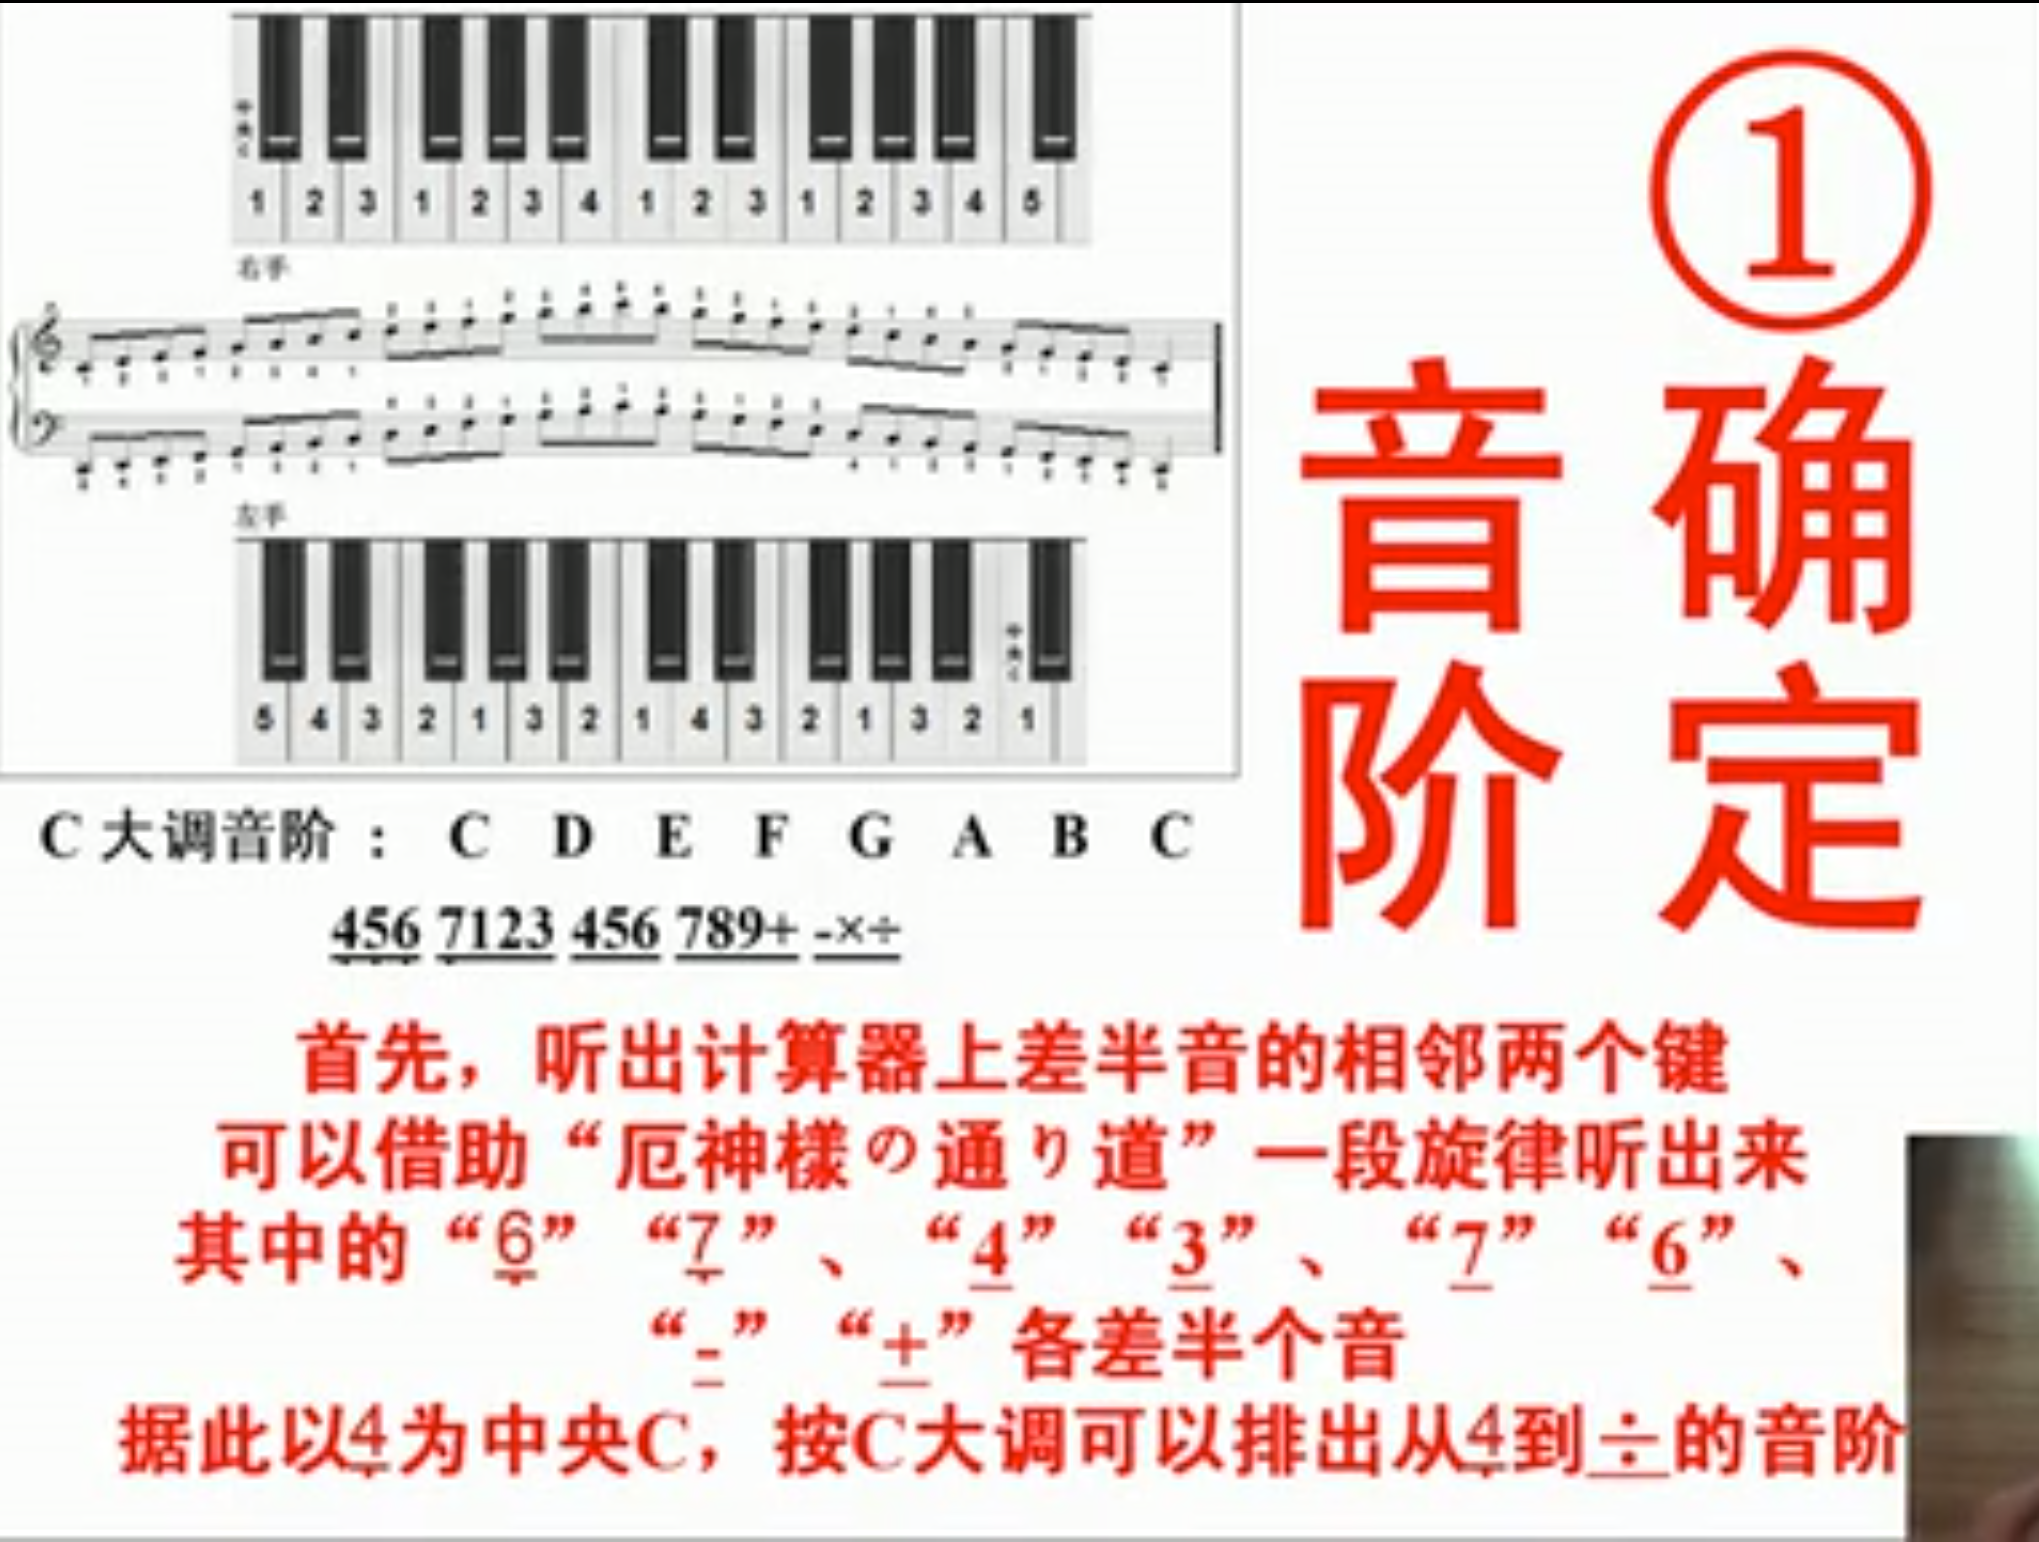 中央C
1 2 3 1 2 3 4 1 2 3 1 2 3 4 5
右手
左手
中央C
5 4 3 2 1 3 2 1 4 3 2 1 3 2 1
C 大调音阶 : C D E F G A B C
456 7123 456 789+ -×÷
①
确定
音阶
首先，听出计算器上差半音的相邻两个键
可以借助“厄神様の通り道”一段旋律听出来
其中的“6” “7”、 “4” “3”、 “7” “6”、
“-” “+”各差半个音
据此以4为中央C，按C大调可以排出从4到÷的音阶